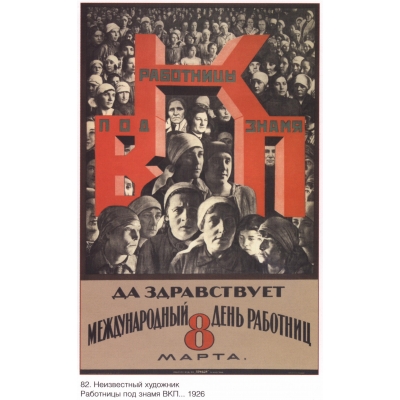 РАБОТНИЦЫ
ПОД ЗНАМЯ
ВКП
ДА ЗДРАВСТВУЕТ
МЕЖДУНАРОДНЫЙ 8 ДЕНЬ РАБОТНИЦ
МАРТА.
82. Неизвестный художник
Работницы под знамя ВКП... 1926